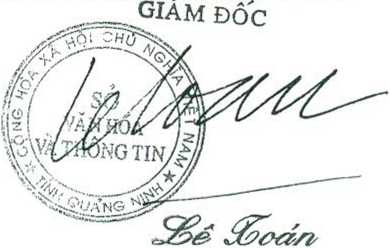 GIÁM ĐỐC
CỘNG HÒA XÃ HỘI CHỦ NGHĨA VIỆT NAM
SỞ
VĂN HÓA
VÀ THÔNG TIN
TỈNH QUẢNG NINH
Lê Toán